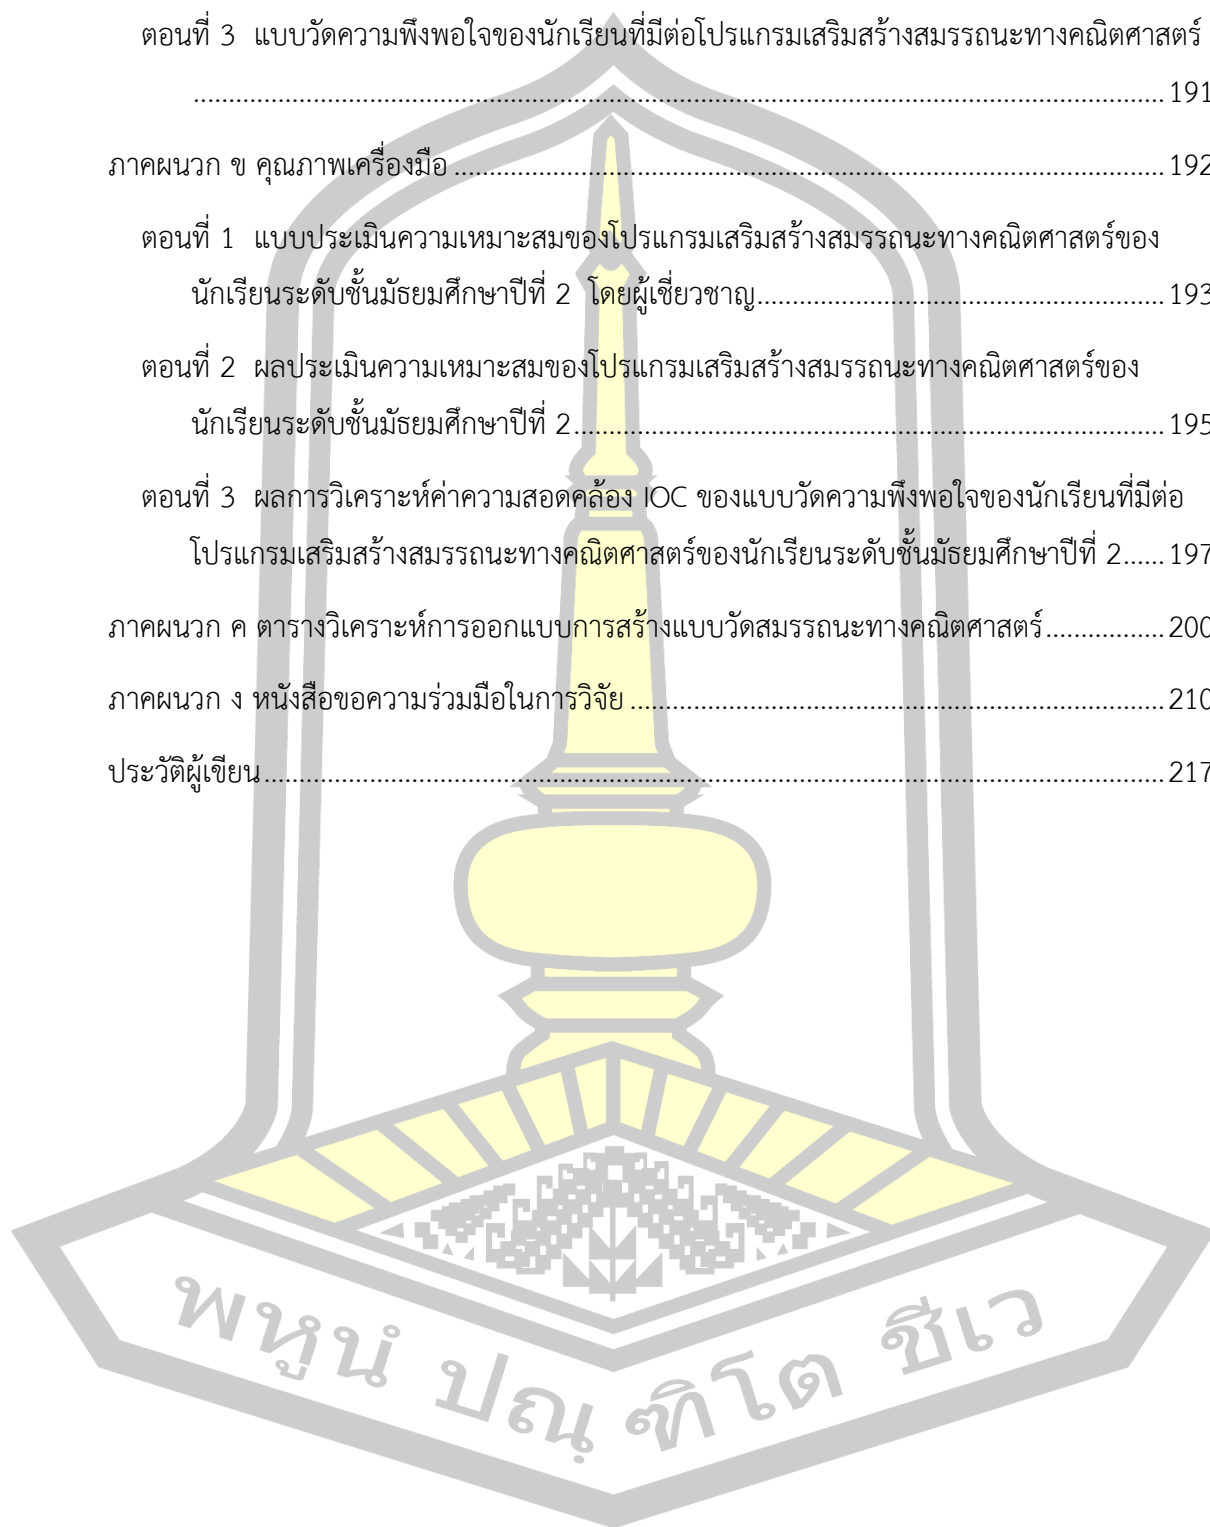 ตอนที่ 3 แบบวัดความพึงพอใจของนักเรียนที่มีต่อโปรแกรมเสริมสร้างสมรรถนะทางคณิตศาสตร์
........................................................................................................................ 191
ภาคผนวก ข คุณภาพเครื่องมือ ........................................................................................ 192
ตอนที่ 1 แบบประเมินความเหมาะสมของโปรแกรมเสริมสร้างสมรรถนะทางคณิตศาสตร์ของ
นักเรียนระดับชั้นมัธยมศึกษาปีที่ 2 โดยผู้เชี่ยวชาญ.................................................. 193
ตอนที่ 2 ผลประเมินความเหมาะสมของโปรแกรมเสริมสร้างสมรรถนะทางคณิตศาสตร์ของ
นักเรียนระดับชั้นมัธยมศึกษาปีที่ 2......................................................................... 195
ตอนที่ 3 ผลการวิเคราะห์ค่าความสอดคล้อง IOC ของแบบวัดความพึงพอใจของนักเรียนที่มีต่อ
โปรแกรมเสริมสร้างสมรรถนะทางคณิตศาสตร์ของนักเรียนระดับชั้นมัธยมศึกษาปีที่ 2...... 197
ภาคผนวก ค ตารางวิเคราะห์การออกแบบการสร้างแบบวัดสมรรถนะทางคณิตศาสตร์................. 200
ภาคผนวก ง หนังสือขอความร่วมมือในการวิจัย .................................................................. 210
ประวัติผู้เขียน............................................................................................................... 217
พหูนํ ปณฺฑิโต ชีเว